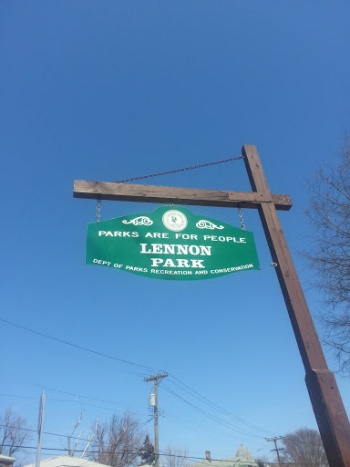 PARKS ARE FOR PEOPLE
LENNON
PARK
DEPT OF PARKS RECREATION AND CONSERVATION